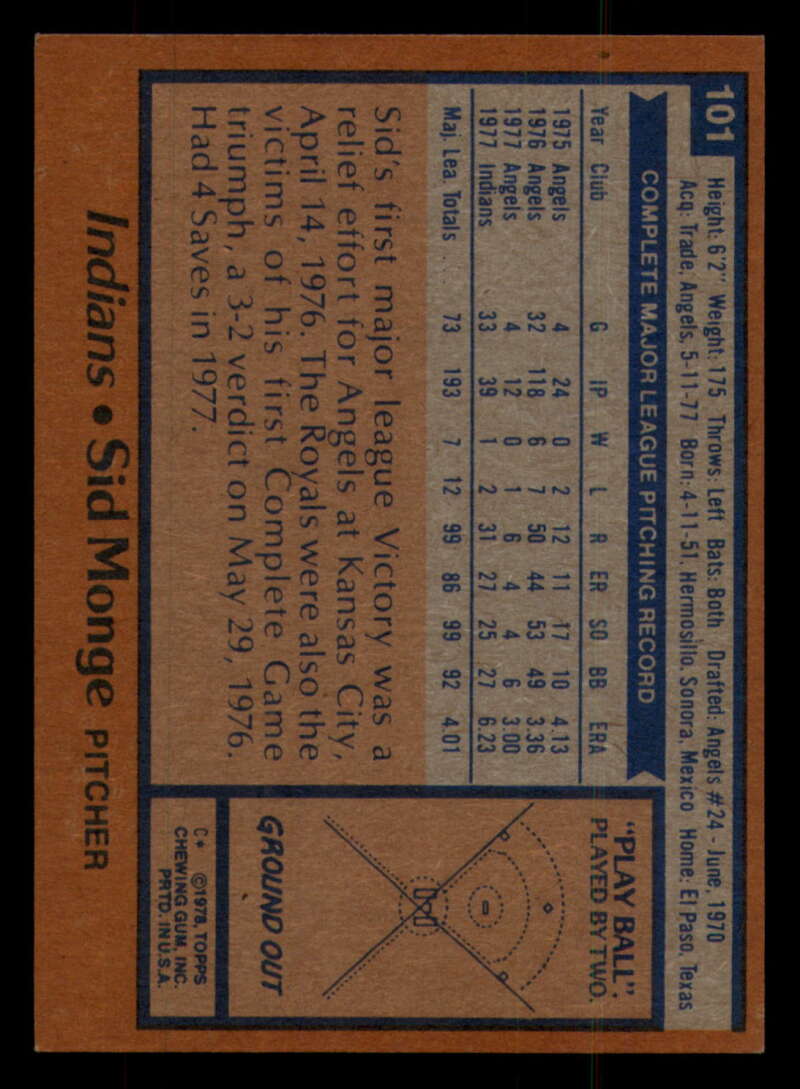 101
Height: 6'2" Weight: 175 Throws: Left Bats: Both Drafted: Angels #24 - June, 1970
Acq: Trade, Angels, 5-11-77 Born: 4-11-51, Hermosillo, Sonora, Mexico Home: El Paso, Texas
COMPLETE MAJOR LEAGUE PITCHING RECORD
Year Club G IP W L R ER SO BB ERA
1975 Angels 4 24 0 2 12 11 17 10 4.13
1976 Angels 32 118 6 7 50 44 53 49 3.36
1977 Angels 4 12 0 1 6 4 4 6 3.00
1977 Indians 33 39 1 2 31 27 25 27 6.23
Maj. Lea. Totals ... 73 193 7 12 99 86 99 92 4.01
Sid's first major league Victory was a
relief effort for Angels at Kansas City,
April 14, 1976. The Royals were also the
victims of his first Complete Game
triumph, a 3-2 verdict on May 29, 1976.
Had 4 Saves in 1977.
"PLAY BALL":
PLAYED BY TWO.
GROUND OUT
C* ©1978, TOPPS
CHEWING GUM, INC.
PRTD. IN U.S.A.
Indians • Sid Monge PITCHER